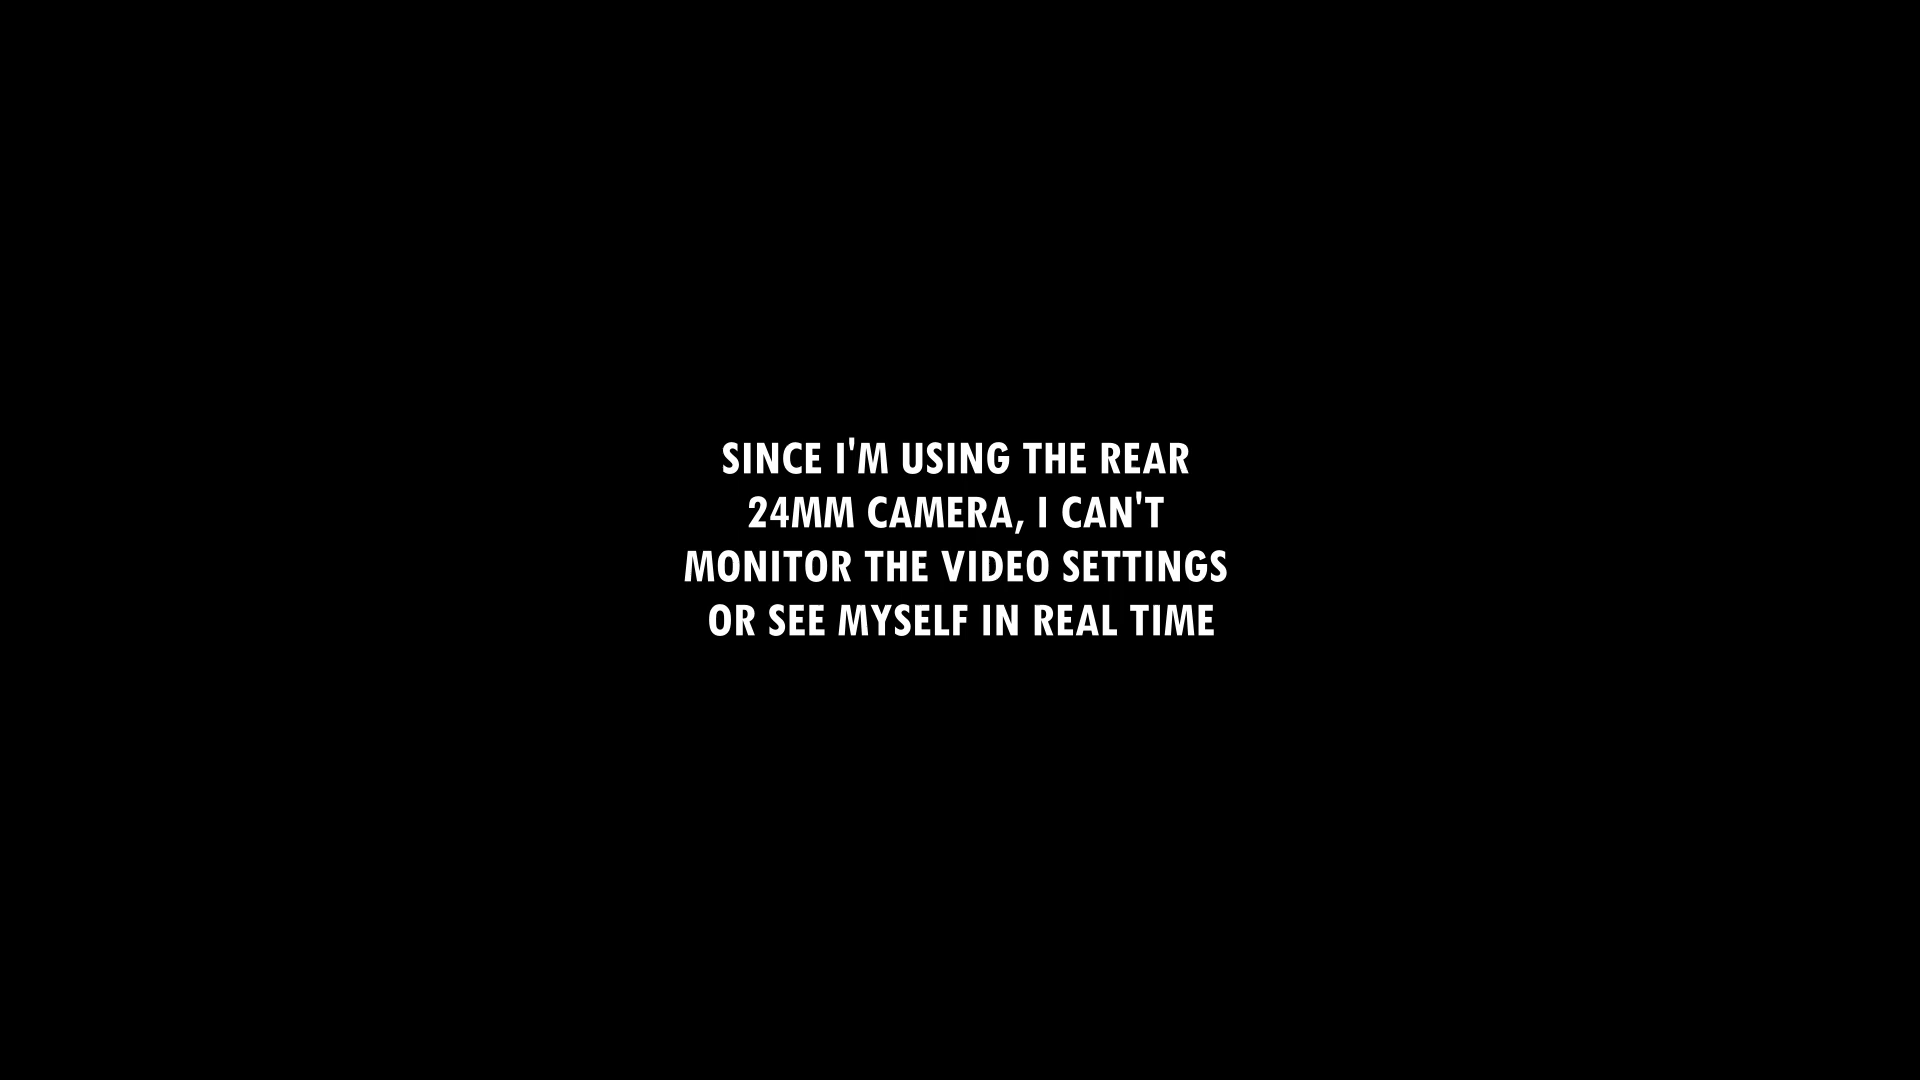 SINCE I'M USING THE REAR
24MM CAMERA, I CAN'T
MONITOR THE VIDEO SETTINGS
OR SEE MYSELF IN REAL TIME